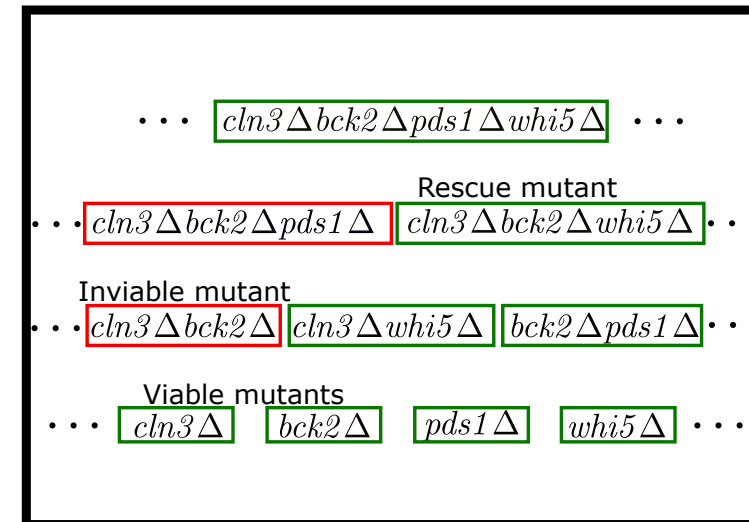 ... cln3Δbck2Δpds1Δwhi5Δ ...
Rescue mutant
... cln3Δbck2Δpds1Δ cln3Δbck2Δwhi5Δ ..
Inviable mutant
... cln3Δbck2Δ cln3Δwhi5Δ bck2Δpds1Δ ..
Viable mutants
... cln3Δ bck2Δ pds1Δ whi5Δ ...